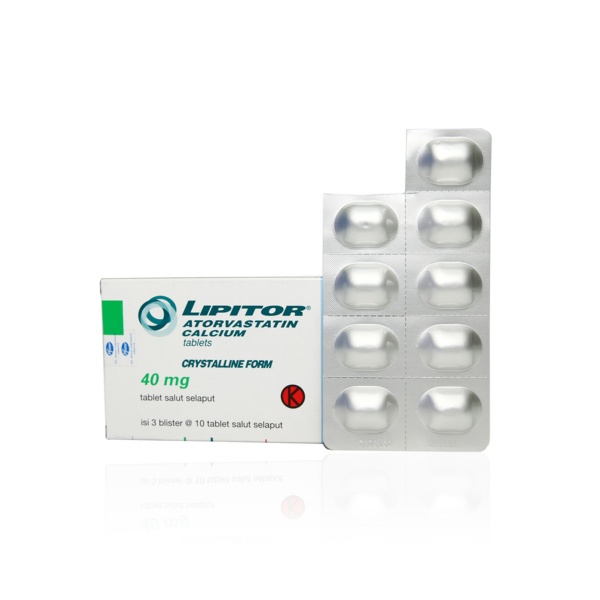 LIPITOR®
ATORVASTATIN
CALCIUM
tablets
CRYSTALLINE FORM
40 mg
tablet salut selaput
K
isi 3 blister @ 10 tablet salut selaput